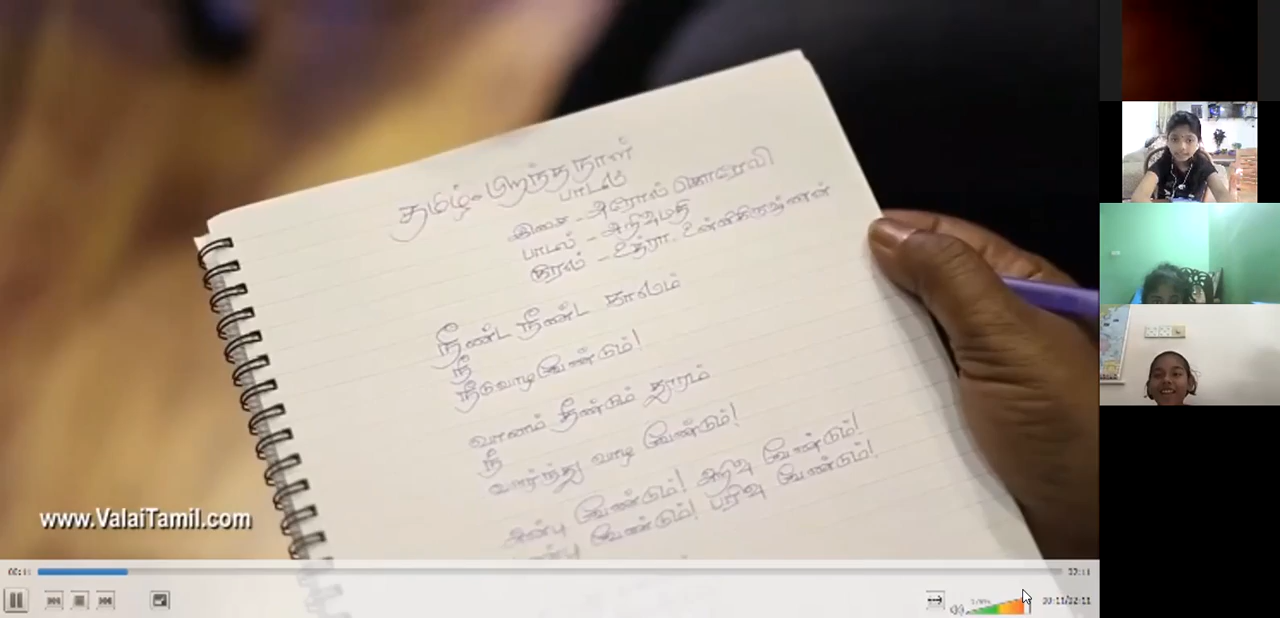 தமிழ் பிறந்தநாள்
பாடல்
இசை - அரோல் கொரேலி
பாடல் - அறிவுமதி
குரல் - உத்ரா உன்னிகிருஷ்ணன்
நீண்ட நீண்ட காலம்
நீ
நீடு வாழ வேண்டும்!
வானம் தீண்டும் தூரம்
நீ
வளர்ந்து வாழ வேண்டும்!
அன்பு வேண்டும்! அறிவு வேண்டும்!
பண்பு வேண்டும்! பரிவு வேண்டும்!
www.ValaiTamil.com